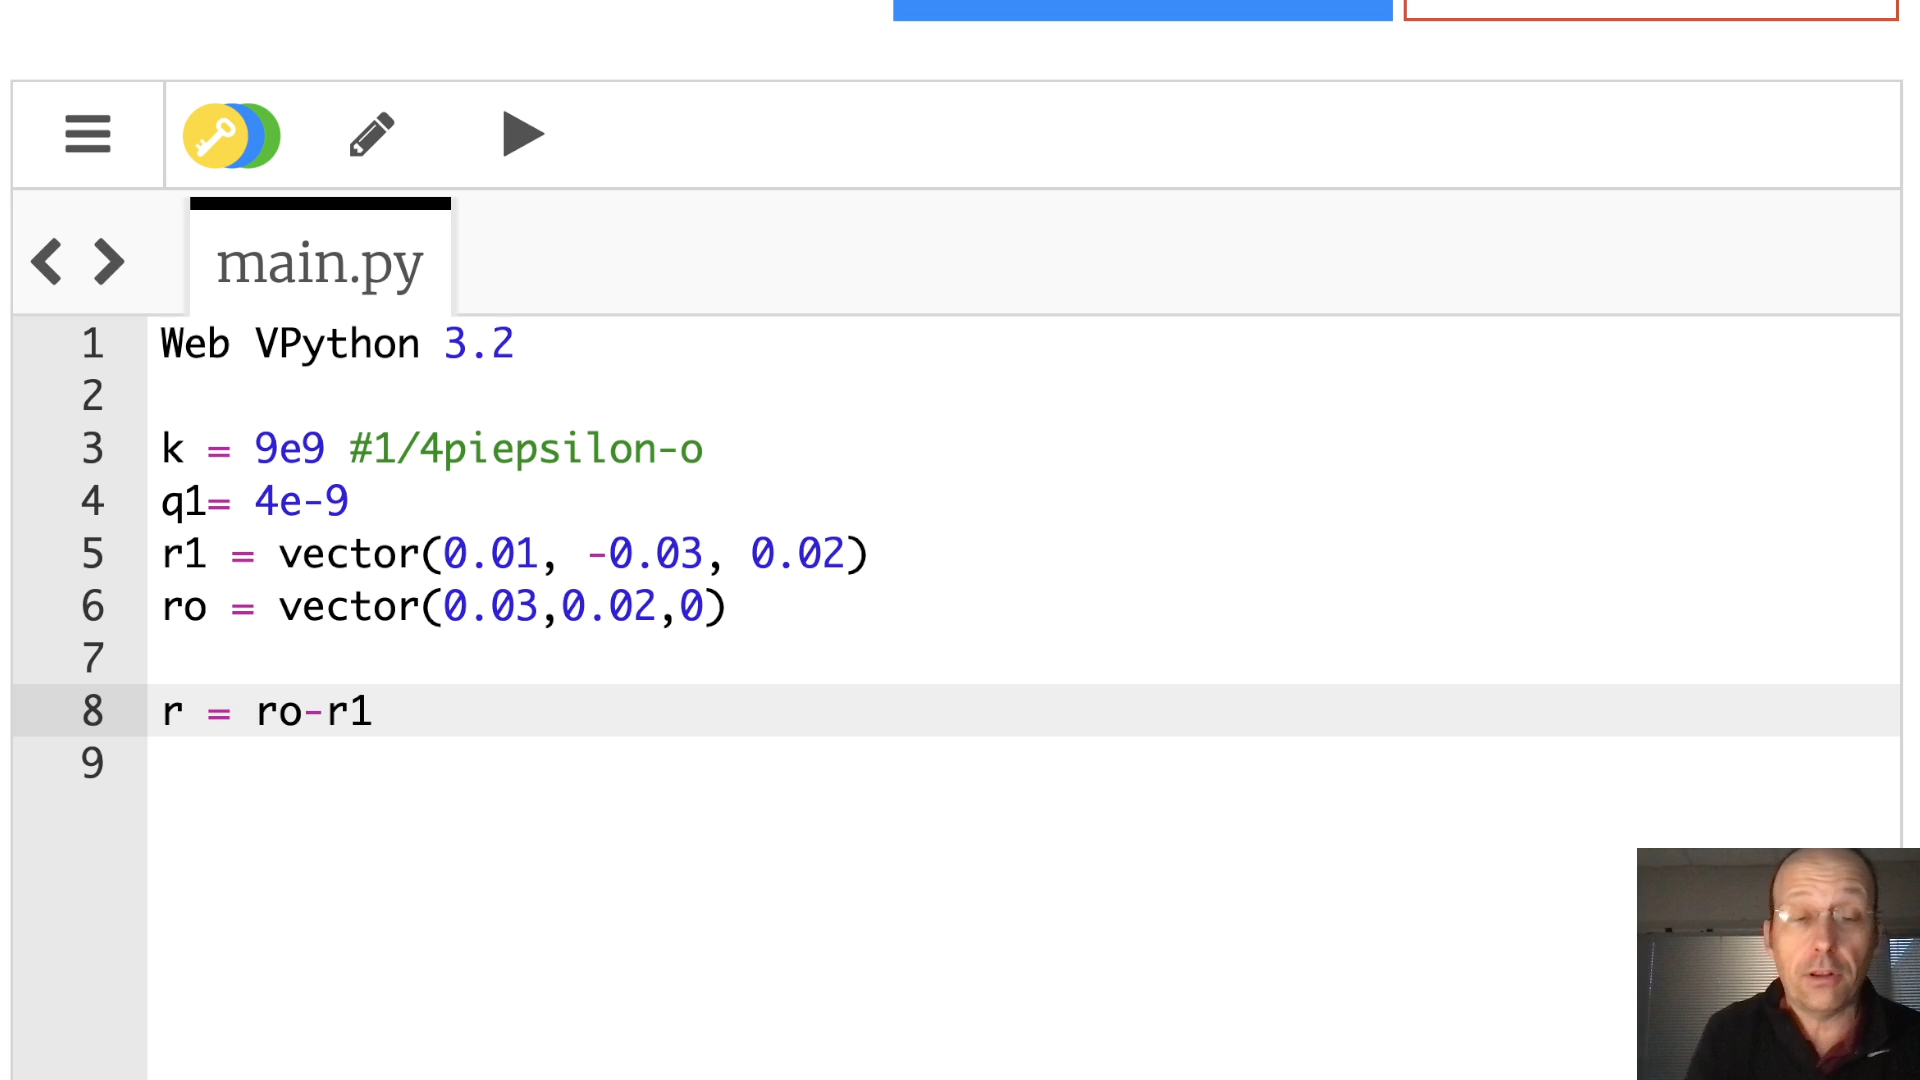 main.py
1 Web VPython 3.2
2
3 k = 9e9 #1/4piepsilon-o
4 q1= 4e-9
5 r1 = vector(0.01, -0.03, 0.02)
6 ro = vector(0.03,0.02,0)
7
8 r = ro-r1
9